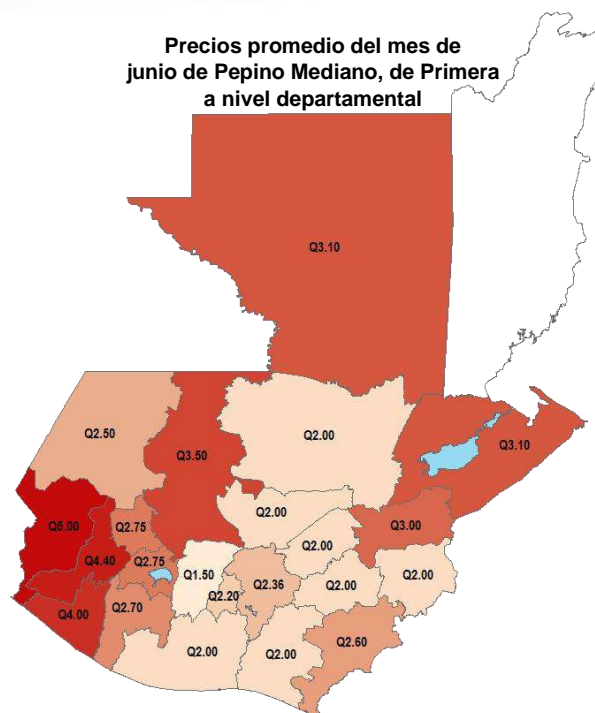 Precios promedio del mes de
junio de Pepino Mediano, de Primera
a nivel departamental
Q3.10
Q2.50
Q3.50
Q2.00
Q3.10
Q5.00
Q2.75
Q2.00
Q3.00
Q4.40
Q2.75
Q1.50
Q2.00
Q2.36
Q2.00
Q2.00
Q4.00
Q2.70
Q2.20
Q2.00
Q2.00
Q2.60